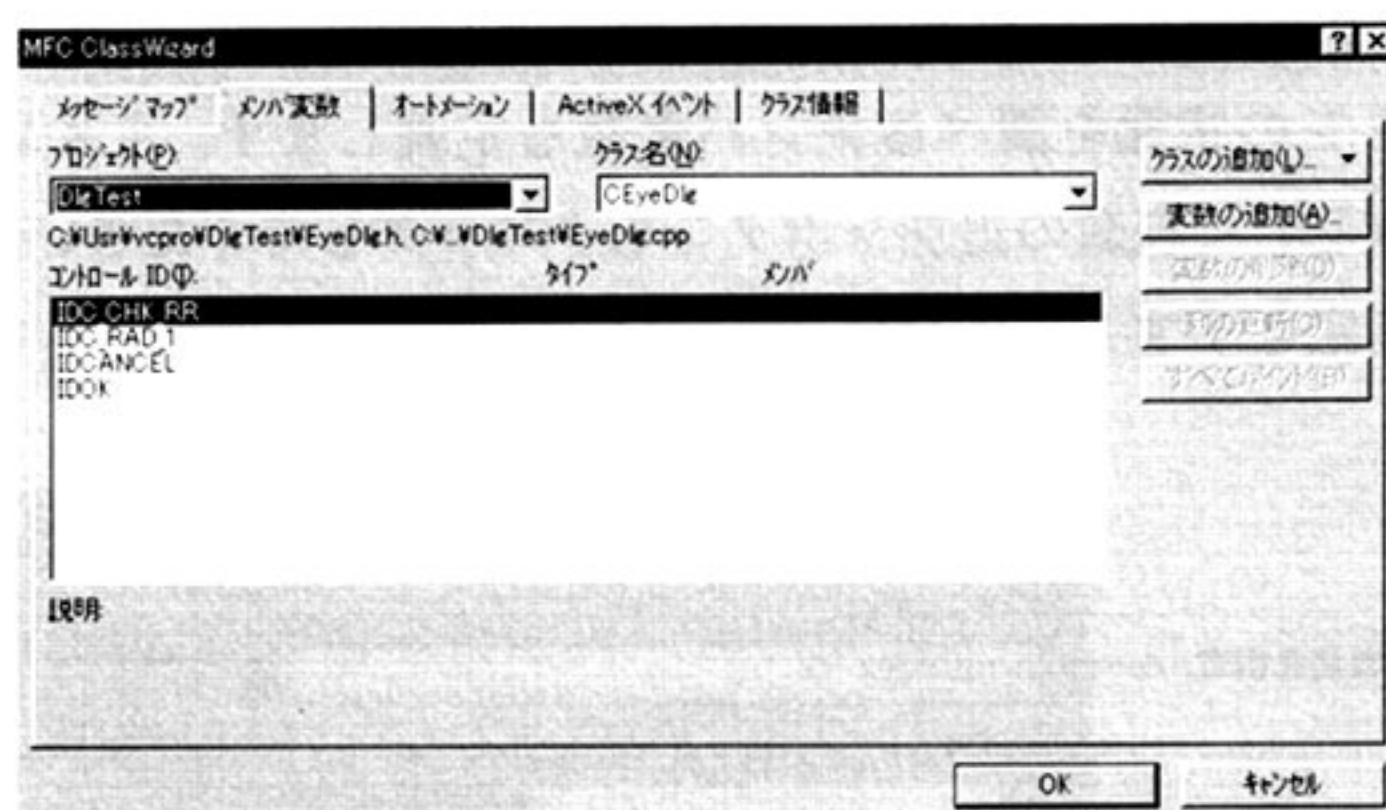 MFC ClassWizard
メッセージ マップ メンバ変数 オートメーション ActiveX イベント クラス情報
プロジェクト(P): クラス名(N): クラスの追加(L)...
DlgTest CEyeDlg 変数の追加(A)...
C:¥Usr¥vcpro¥DlgTest¥EyeDlg.h, C:¥...¥DlgTest¥EyeDlg.cpp
コントロール ID(I): タイプ メンバ
IDC_CHK_RR
IDC_RAD_1
IDCANCEL
IDOK
説明:
OK キャンセル